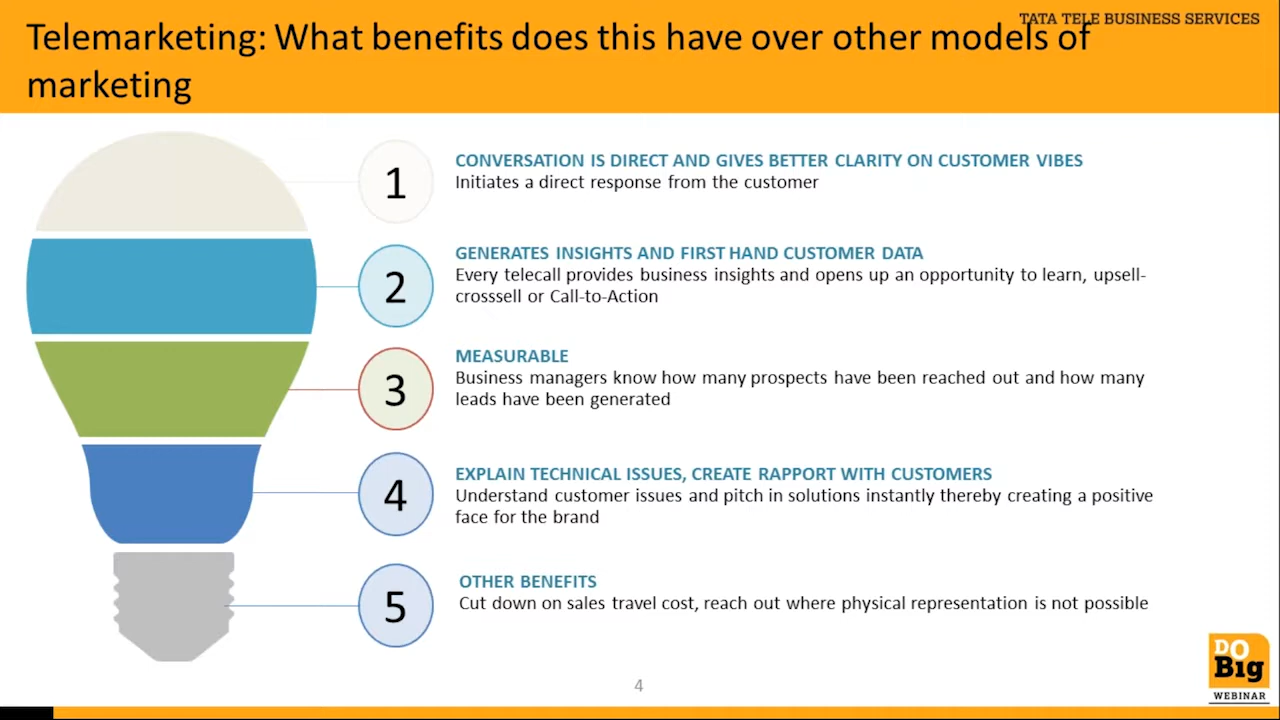 TATA TELE BUSINESS SERVICES
Telemarketing: What benefits does this have over other models of
marketing
1
CONVERSATION IS DIRECT AND GIVES BETTER CLARITY ON CUSTOMER VIBES
Initiates a direct response from the customer
2
GENERATES INSIGHTS AND FIRST HAND CUSTOMER DATA
Every telecall provides business insights and opens up an opportunity to learn, upsell-
crosssell or Call-to-Action
3
MEASURABLE
Business managers know how many prospects have been reached out and how many
leads have been generated
4
EXPLAIN TECHNICAL ISSUES, CREATE RAPPORT WITH CUSTOMERS
Understand customer issues and pitch in solutions instantly thereby creating a positive
face for the brand
5
OTHER BENEFITS
Cut down on sales travel cost, reach out where physical representation is not possible
4
DO
Big
WEBINAR